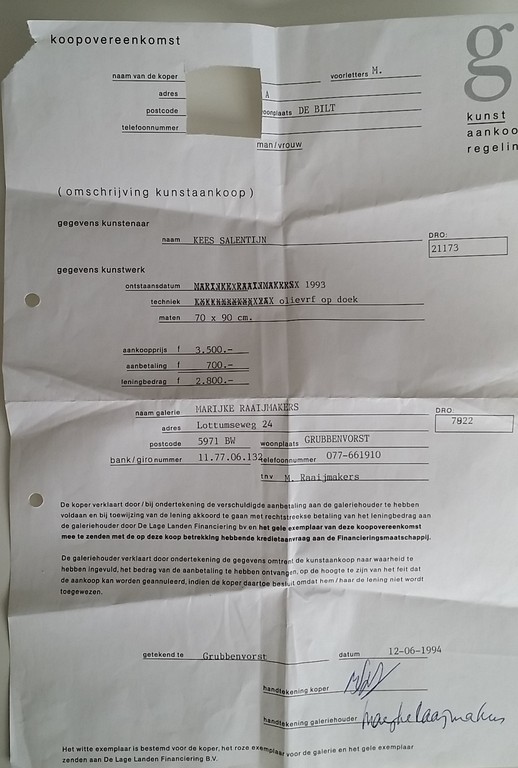 koopovereenkomst
g
kunst
aankoo
regelin
naam van de koper voorletters M.
adres A
postcode woonplaats DE BILT
telefoonnummer
man/vrouw
(omschrijving kunstaankoop)
gegevens kunstenaar
naam KEES SALENTIJN
DRO:
21173
gegevens kunstwerk
ontstaansdatum 1993
techniek olievrf op doek
maten 70 x 90 cm.
aankoopprijs f 3.500.-
aanbetaling f 700.-
leningbedrag f 2.800.-
naam galerie MARIJKE RAAIJMAKERS
DRO:
7922
adres Lottumseweg 24
postcode 5971 BW woonplaats GRUBBENVORST
bank/gironummer 11.77.06.132 telefoonnummer 077-661910
tnv M. Raaijmakers
De koper verklaart door/bij ondertekening de verschuldigde aanbetaling aan de galeriehouder te hebben
voldaan en bij toewijzing van de lening akkoord te gaan met rechtstreekse betaling van het leningbedrag aan
de galeriehouder door De Lage Landen Financiering bv en het gele exemplaar van deze koopovereenkomst
mee te zenden met de op deze koop betrekking hebbende kredietaanvraag aan de Financieringsmaatschappij.
De galeriehouder verklaart door ondertekening de gegevens omtrent de kunstaankoop naar waarheid te
hebben ingevuld, het bedrag van de aanbetaling te hebben ontvangen, op de hoogte te zijn van het feit dat
de aankoop kan worden geannuleerd, indien de koper daartoe besluit omdat hem/haar de lening niet wordt
toegewezen.
getekend te Grubbenvorst datum 12-06-1994
handtekening koper
handtekening galeriehouder
Het witte exemplaar is bestemd voor de koper, het roze exemplaar voor de galerie en het gele exemplaar
zenden aan De Lage Landen Financiering B.V.